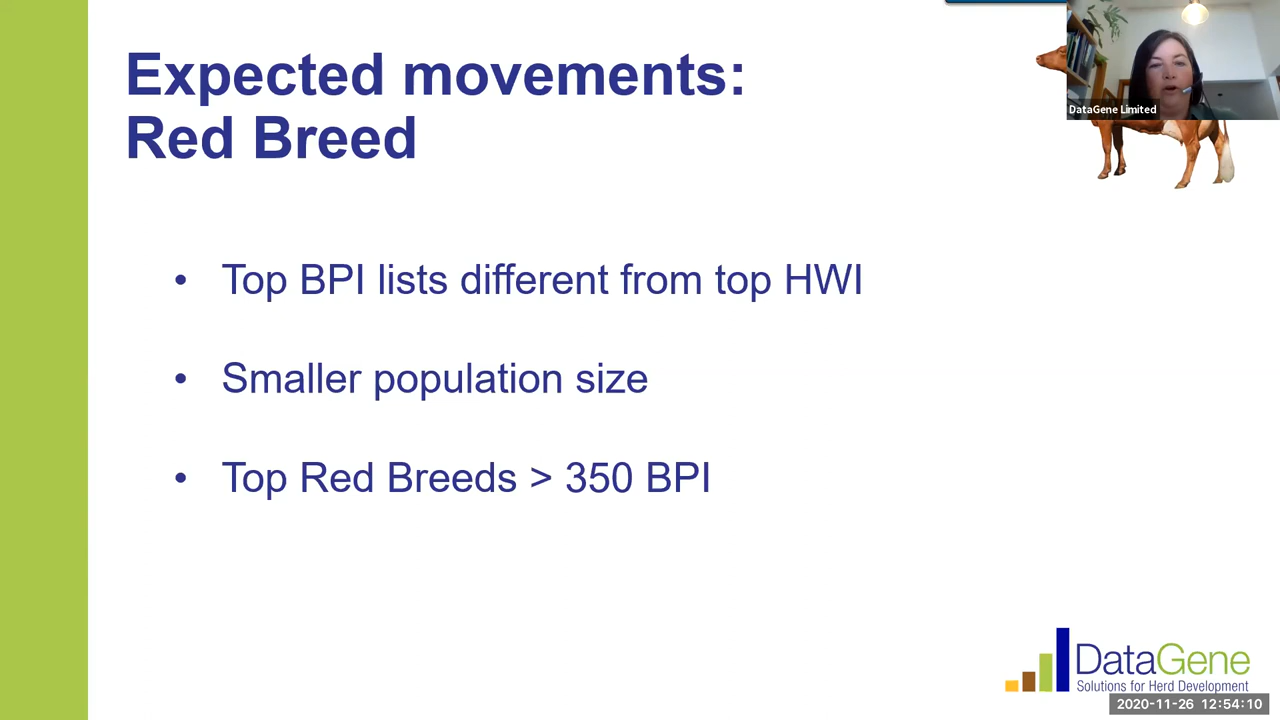 Expected movements:
Red Breed
DataGene Limited
• Top BPI lists different from top HWI
• Smaller population size
• Top Red Breeds > 350 BPI
DataGene
Solutions for Herd Development
2020-11-26 12:54:10